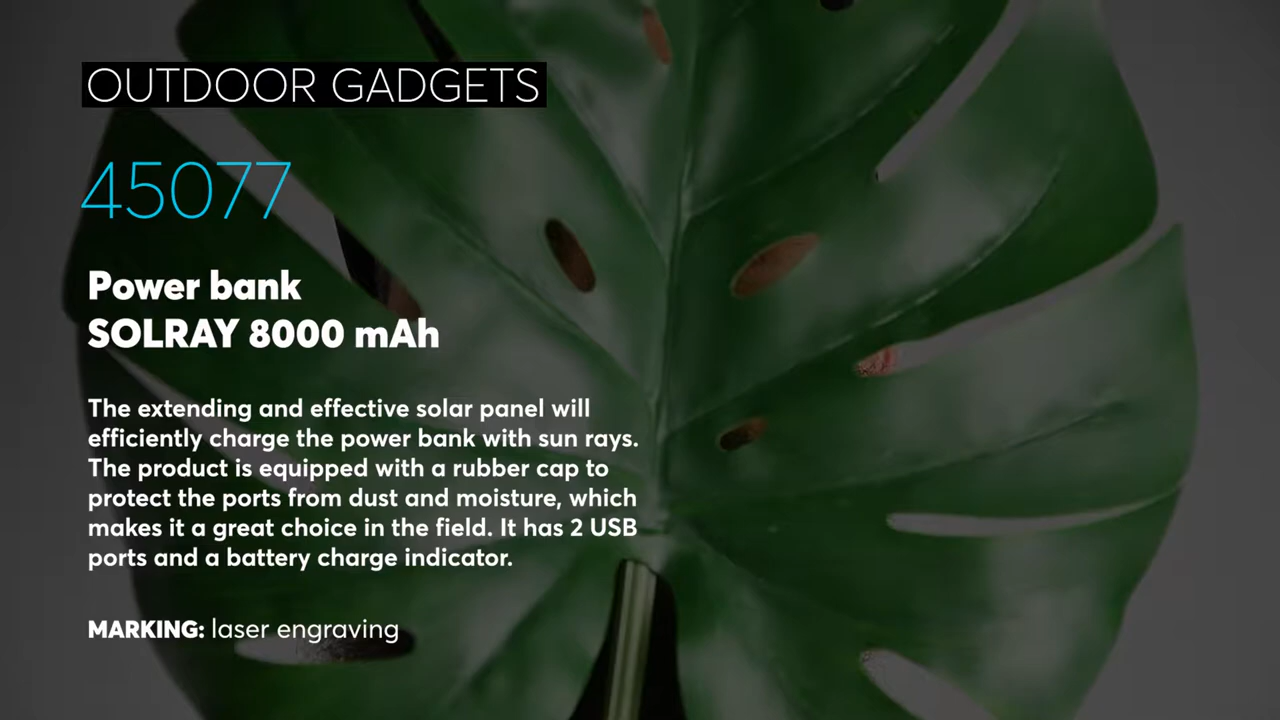 OUTDOOR GADGETS
45077
Power bank
SOLRAY 8000 mAh
The extending and effective solar panel will
efficiently charge the power bank with sun rays.
The product is equipped with a rubber cap to
protect the ports from dust and moisture, which
makes it a great choice in the field. It has 2 USB
ports and a battery charge indicator.
MARKING: laser engraving